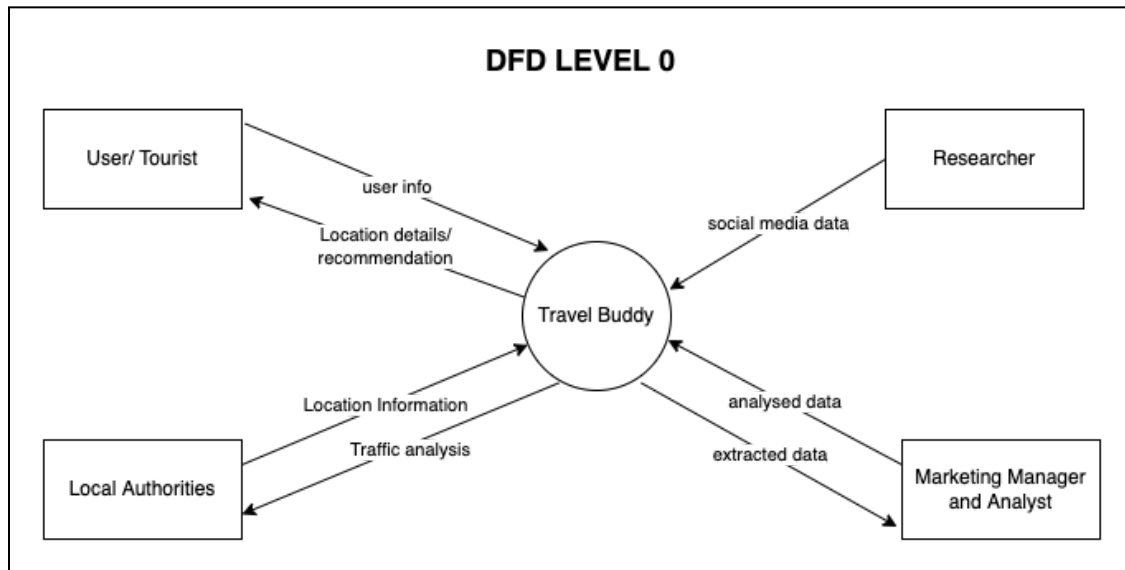 DFD LEVEL 0
User/ Tourist
Researcher
user info
social media data
Location details/
recommendation
Travel Buddy
Location Information
analysed data
Traffic analysis
extracted data
Local Authorities
Marketing Manager
and Analyst